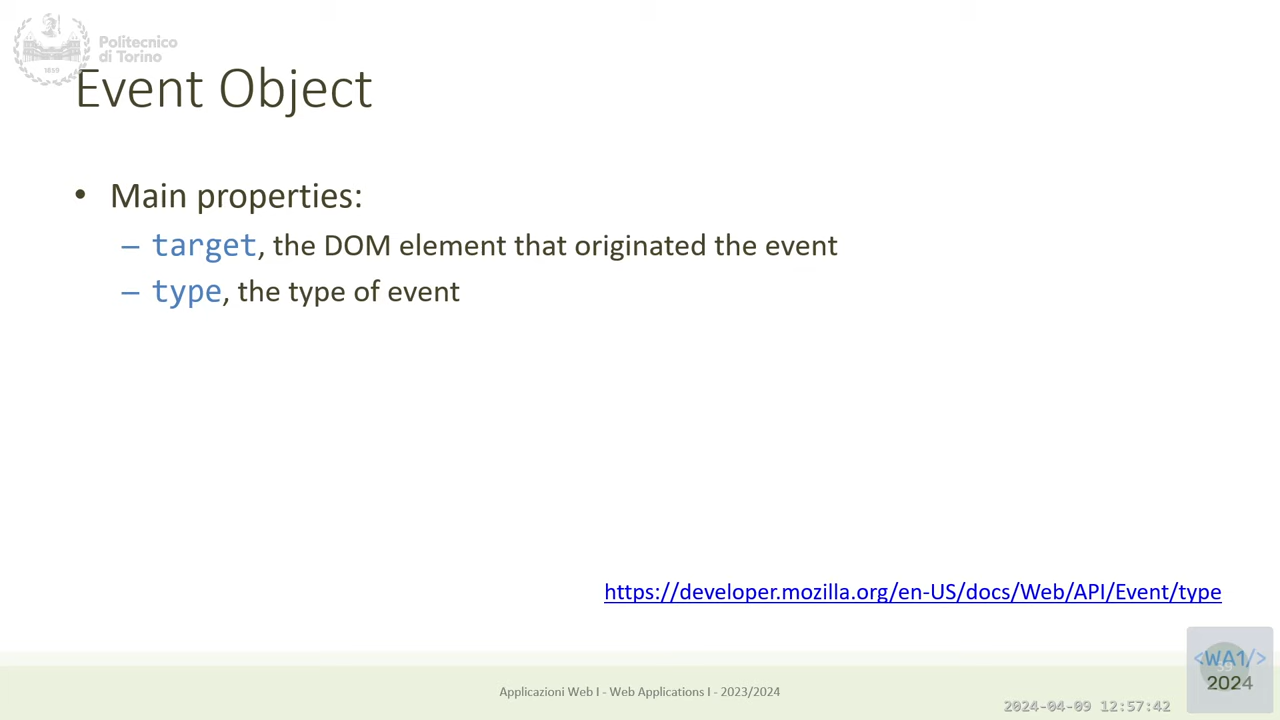 Politecnico
di Torino
1859
Event Object
• Main properties:
– target, the DOM element that originated the event
– type, the type of event
https://developer.mozilla.org/en-US/docs/Web/API/Event/type
<WA1/>
2024
Applicazioni Web I - Web Applications I - 2023/2024
2024-04-09 12:57:42